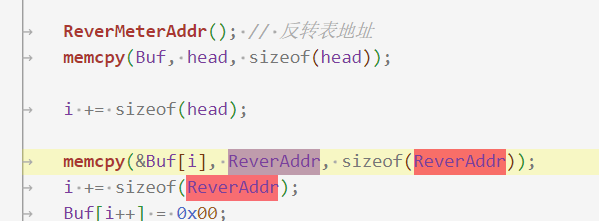 ReverMeterAddr(); // 反转表地址
memcpy(Buf, head, sizeof(head));
i += sizeof(head);
memcpy(&Buf[i], ReverAddr, sizeof(ReverAddr));
i += sizeof(ReverAddr);
Buf[i++] = 0x00;